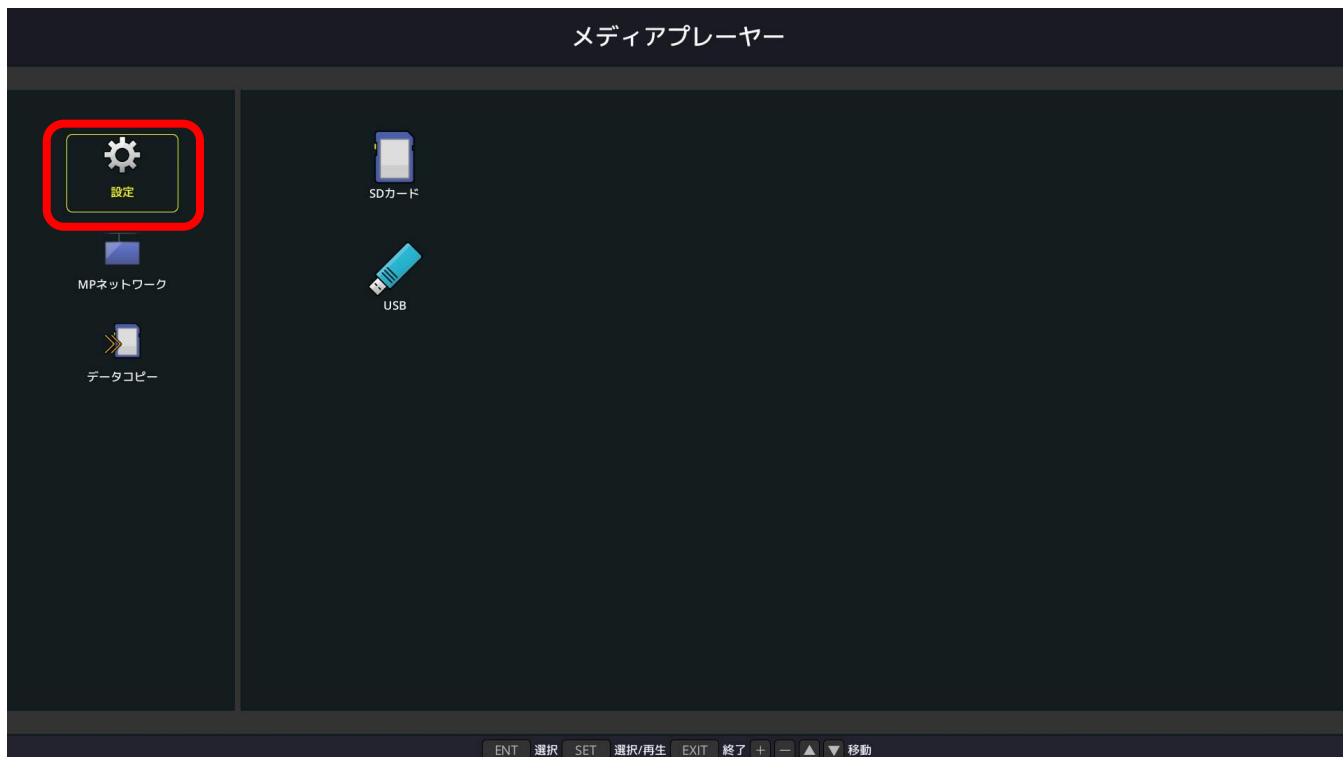 メディアプレーヤー
設定
SDカード
MPネットワーク
USB
データコピー
ENT 選択 SET 選択/再生 EXIT 終了 + − ▲ ▼ 移動